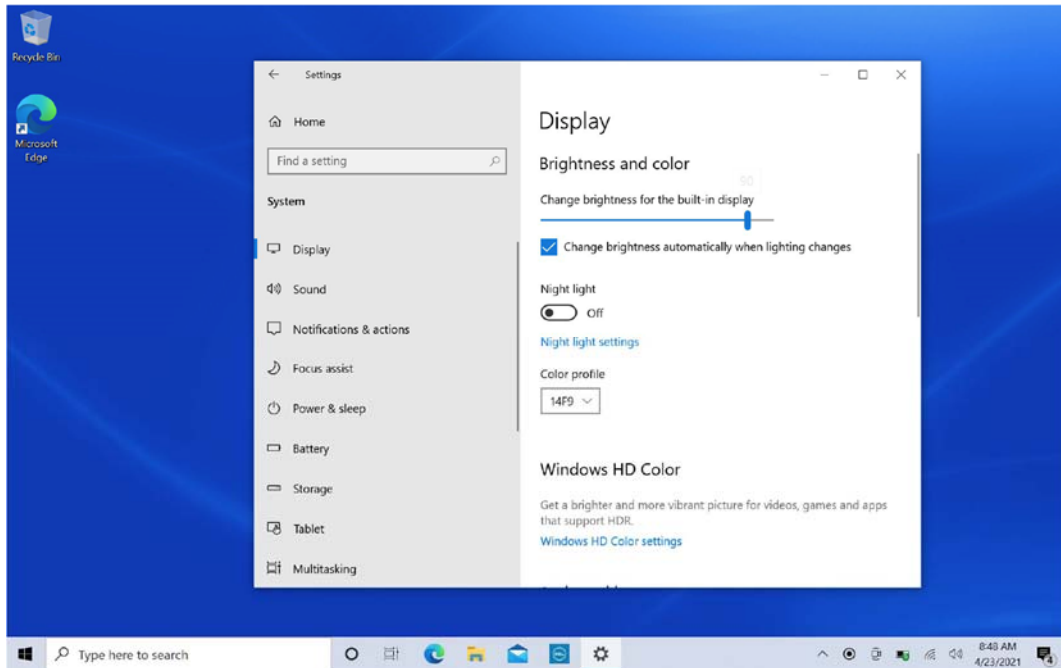 Recycle Bin
Microsoft
Edge
Settings
Home
Find a setting
System
Display
Sound
Notifications & actions
Focus assist
Power & sleep
Battery
Storage
Tablet
Multitasking
Display
Brightness and color
90
Change brightness for the built-in display
Change brightness automatically when lighting changes
Night light
Off
Night light settings
Color profile
14F9
Windows HD Color
Get a brighter and more vibrant picture for videos, games and apps
that support HDR.
Windows HD Color settings
Type here to search
8:48 AM
4/23/2021